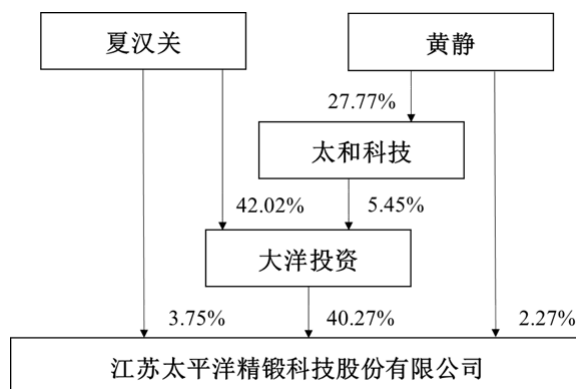 夏汉关
黄静
27.77%
太和科技
42.02%
5.45%
大洋投资
3.75%
40.27%
2.27%
江苏太平洋精锻科技股份有限公司